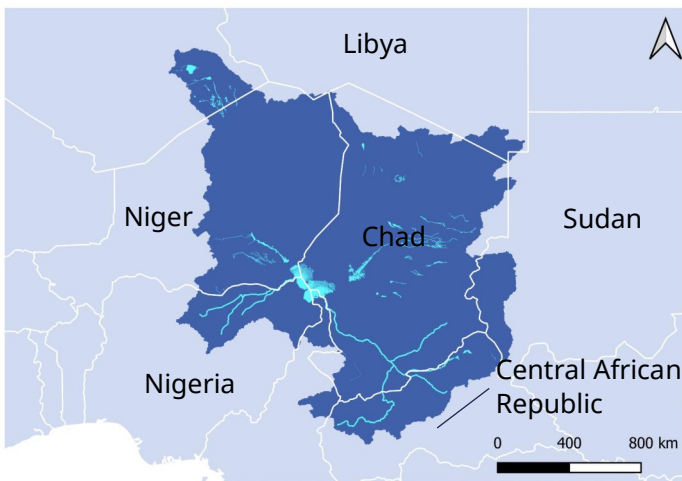 Libya
Niger
Chad
Sudan
Nigeria
Central African
Republic
0 400 800 km